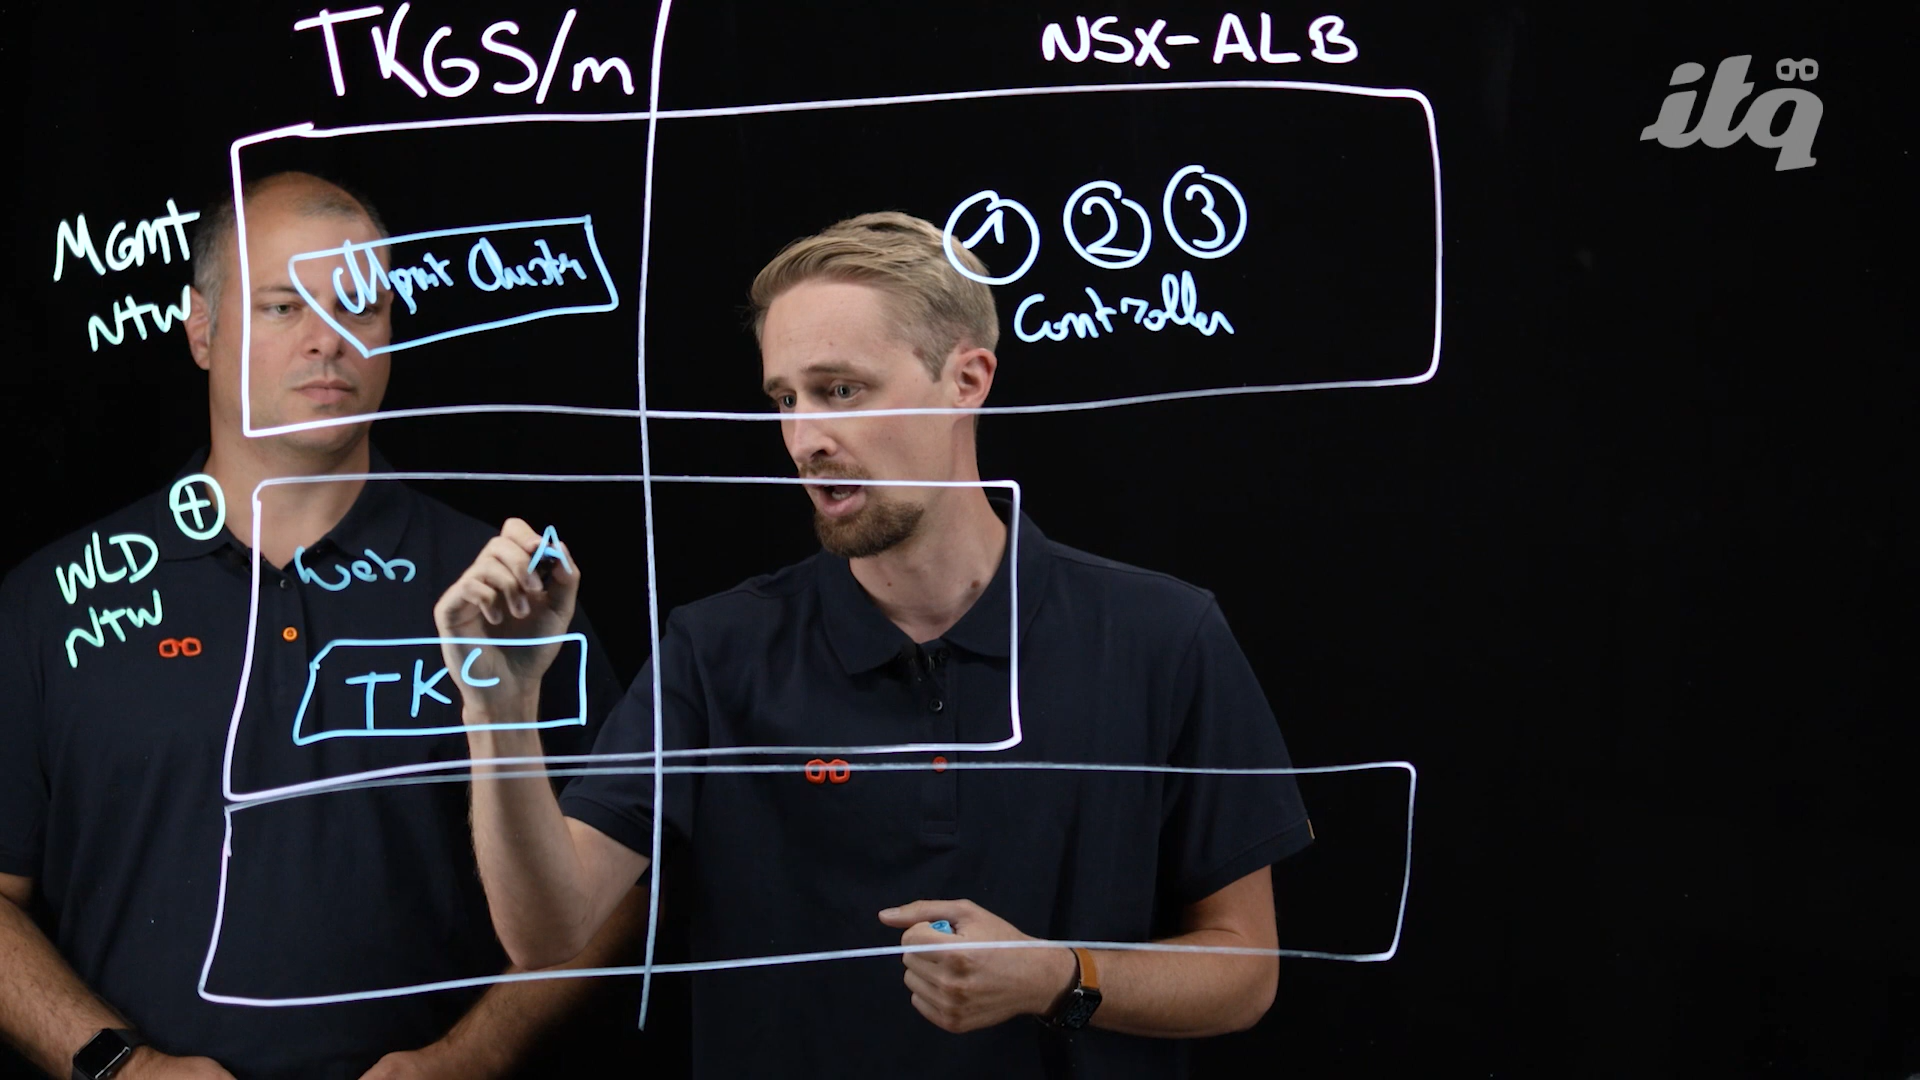 TKGS/m
NSX-ALB
itq
Mgmt
Ntw
Mgmt Cluster
1 2 3
Controller
+
WLD
Ntw
Web
A
TKC